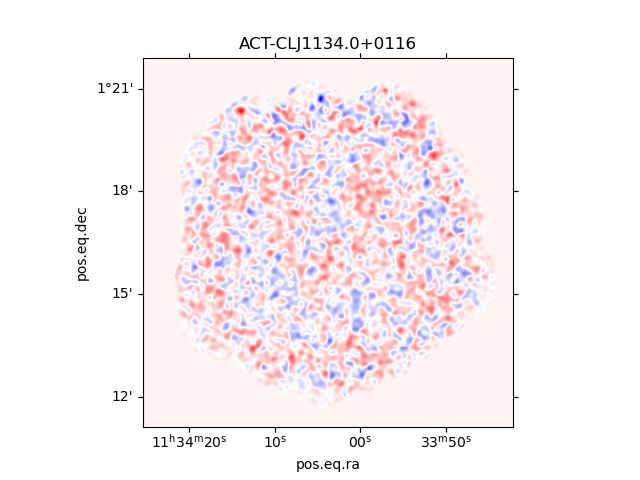 ACT-CLJ1134.0+0116
1°21'
18'
15'
12'
pos.eq.dec
11ʰ34ᵐ20ˢ 10ˢ 00ˢ 33ᵐ50ˢ
pos.eq.ra